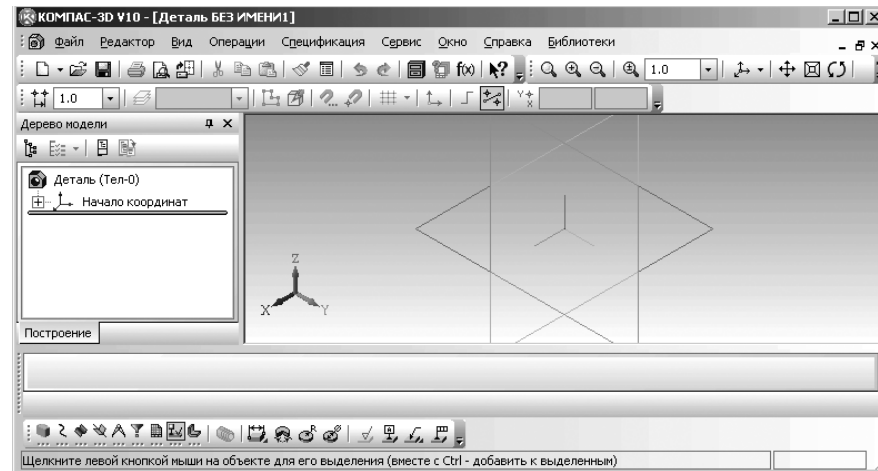 КОМПАС-3D V10 - [Деталь БЕЗ ИМЕНИ1]
Файл Редактор Вид Операции Спецификация Сервис Окно Справка Библиотеки
f(x) 1.0
1.0
Дерево модели
Деталь (Тел-0)
Начало координат
Z
X Y
Построение
Щелкните левой кнопкой мыши на объекте для его выделения (вместе с Ctrl - добавить к выделенным)